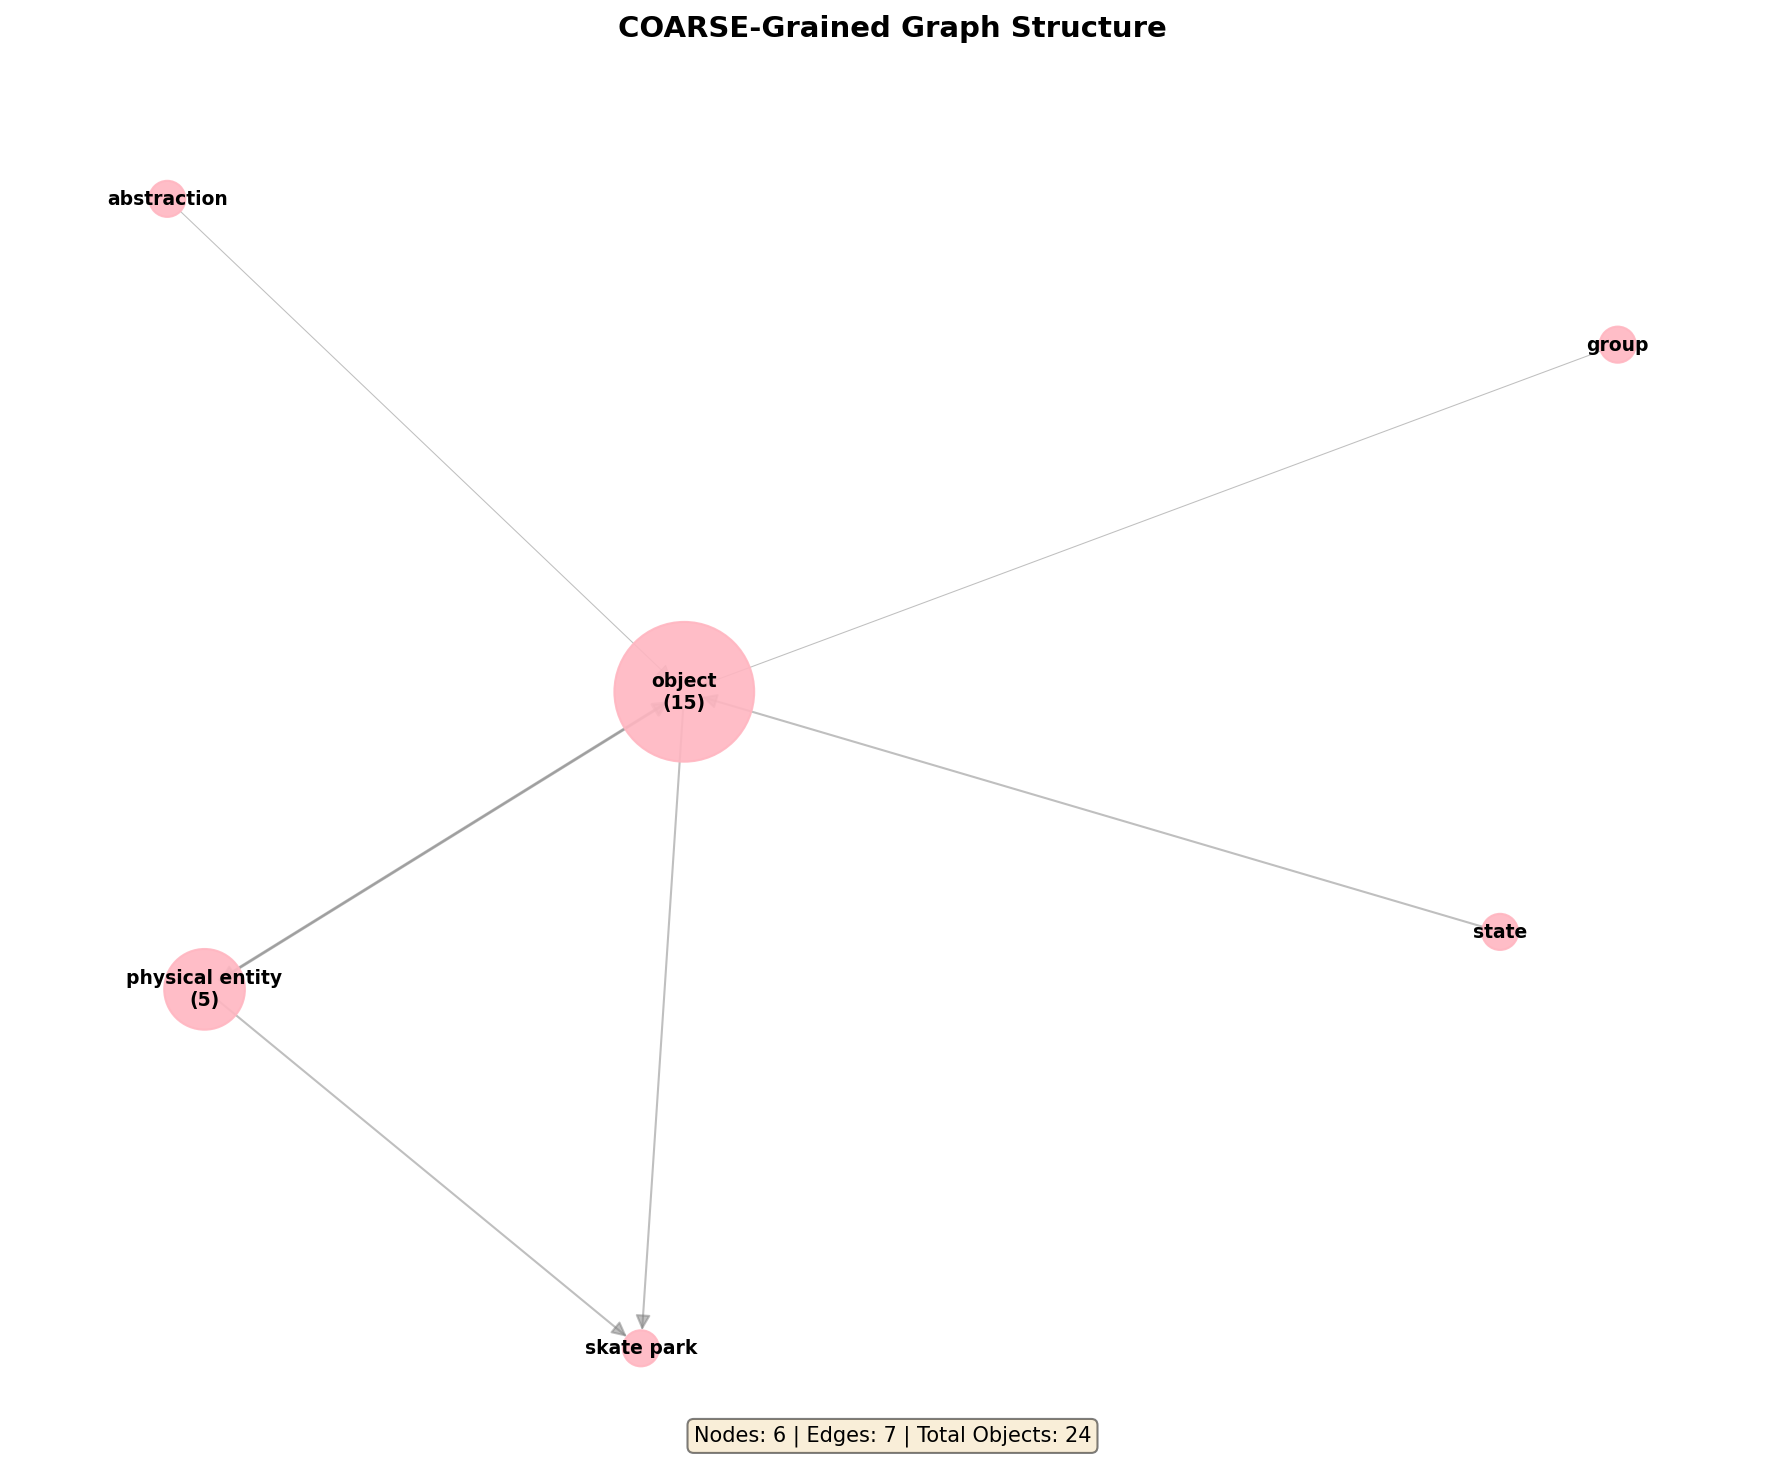 COARSE-Grained Graph Structure
abstraction
group
object
(15)
state
physical entity
(5)
skate park
Nodes: 6 | Edges: 7 | Total Objects: 24